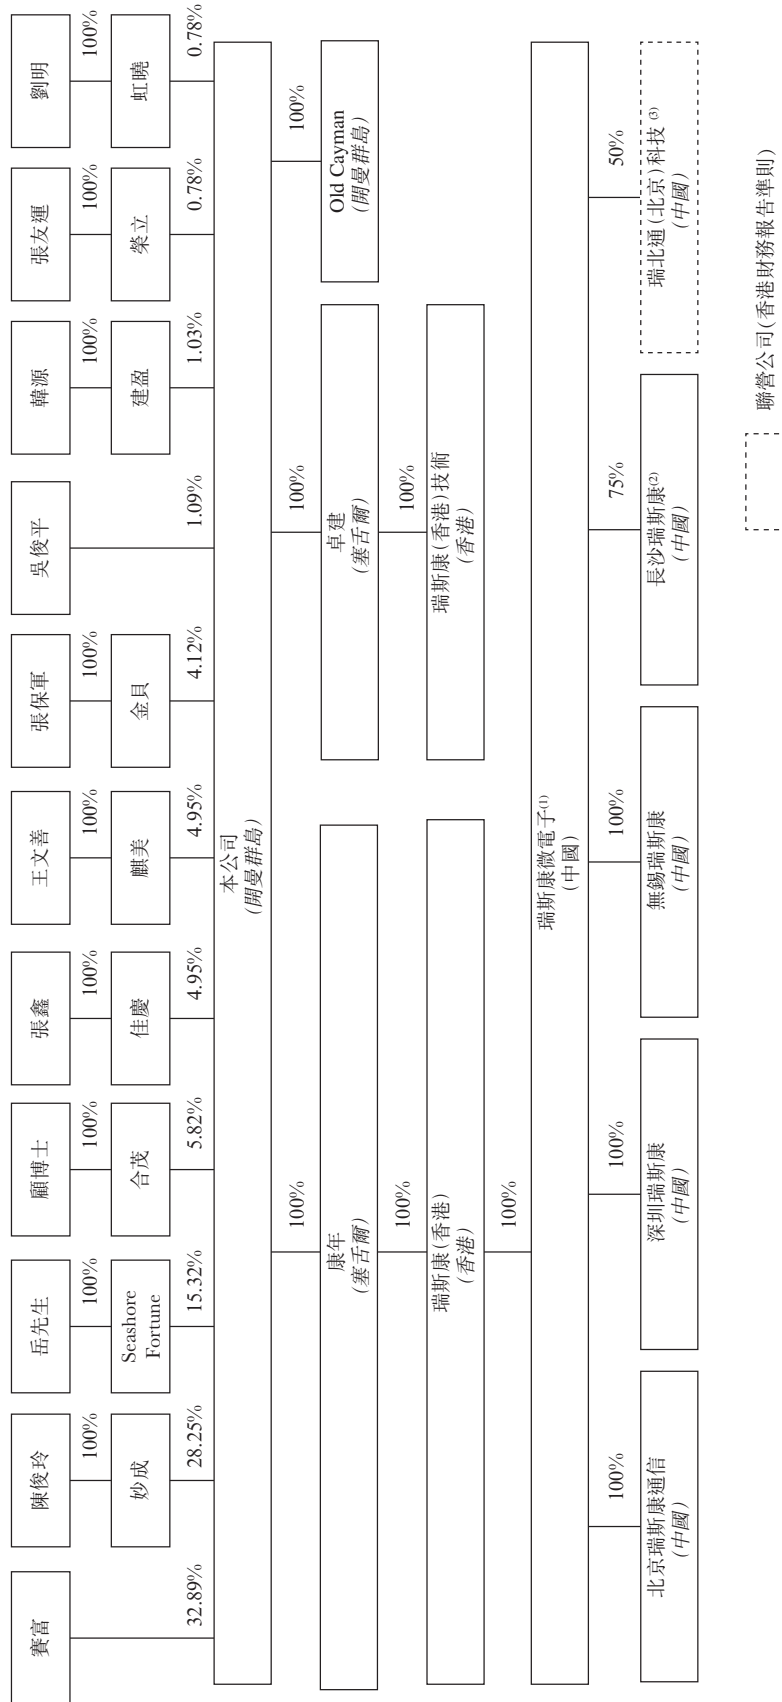 賽富
陳俊玲
岳先生
顧博士
張鑫
王文善
張保軍
吳俊平
韓源
張友運
劉明
100%
100%
100%
100%
100%
100%
100%
100%
100%
妙成
Seashore
Fortune
合茂
佳慶
麒美
金貝
建盈
榮立
虹曉
32.89%
28.25%
15.32%
5.82%
4.95%
4.95%
4.12%
1.09%
1.03%
0.78%
0.78%
本公司
(開曼群島)
100%
100%
100%
康年
(塞舌爾)
卓建
(塞舌爾)
Old Cayman
(開曼群島)
100%
100%
瑞斯康(香港)
(香港)
瑞斯康(香港)技術
(香港)
100%
瑞斯康微電子(1)
(中國)
100%
100%
100%
75%
50%
北京瑞斯康通信
(中國)
深圳瑞斯康
(中國)
無錫瑞斯康
(中國)
長沙瑞斯康(2)
(中國)
瑞北通(北京)科技(3)
(中國)
聯營公司(香港財務報告準則)